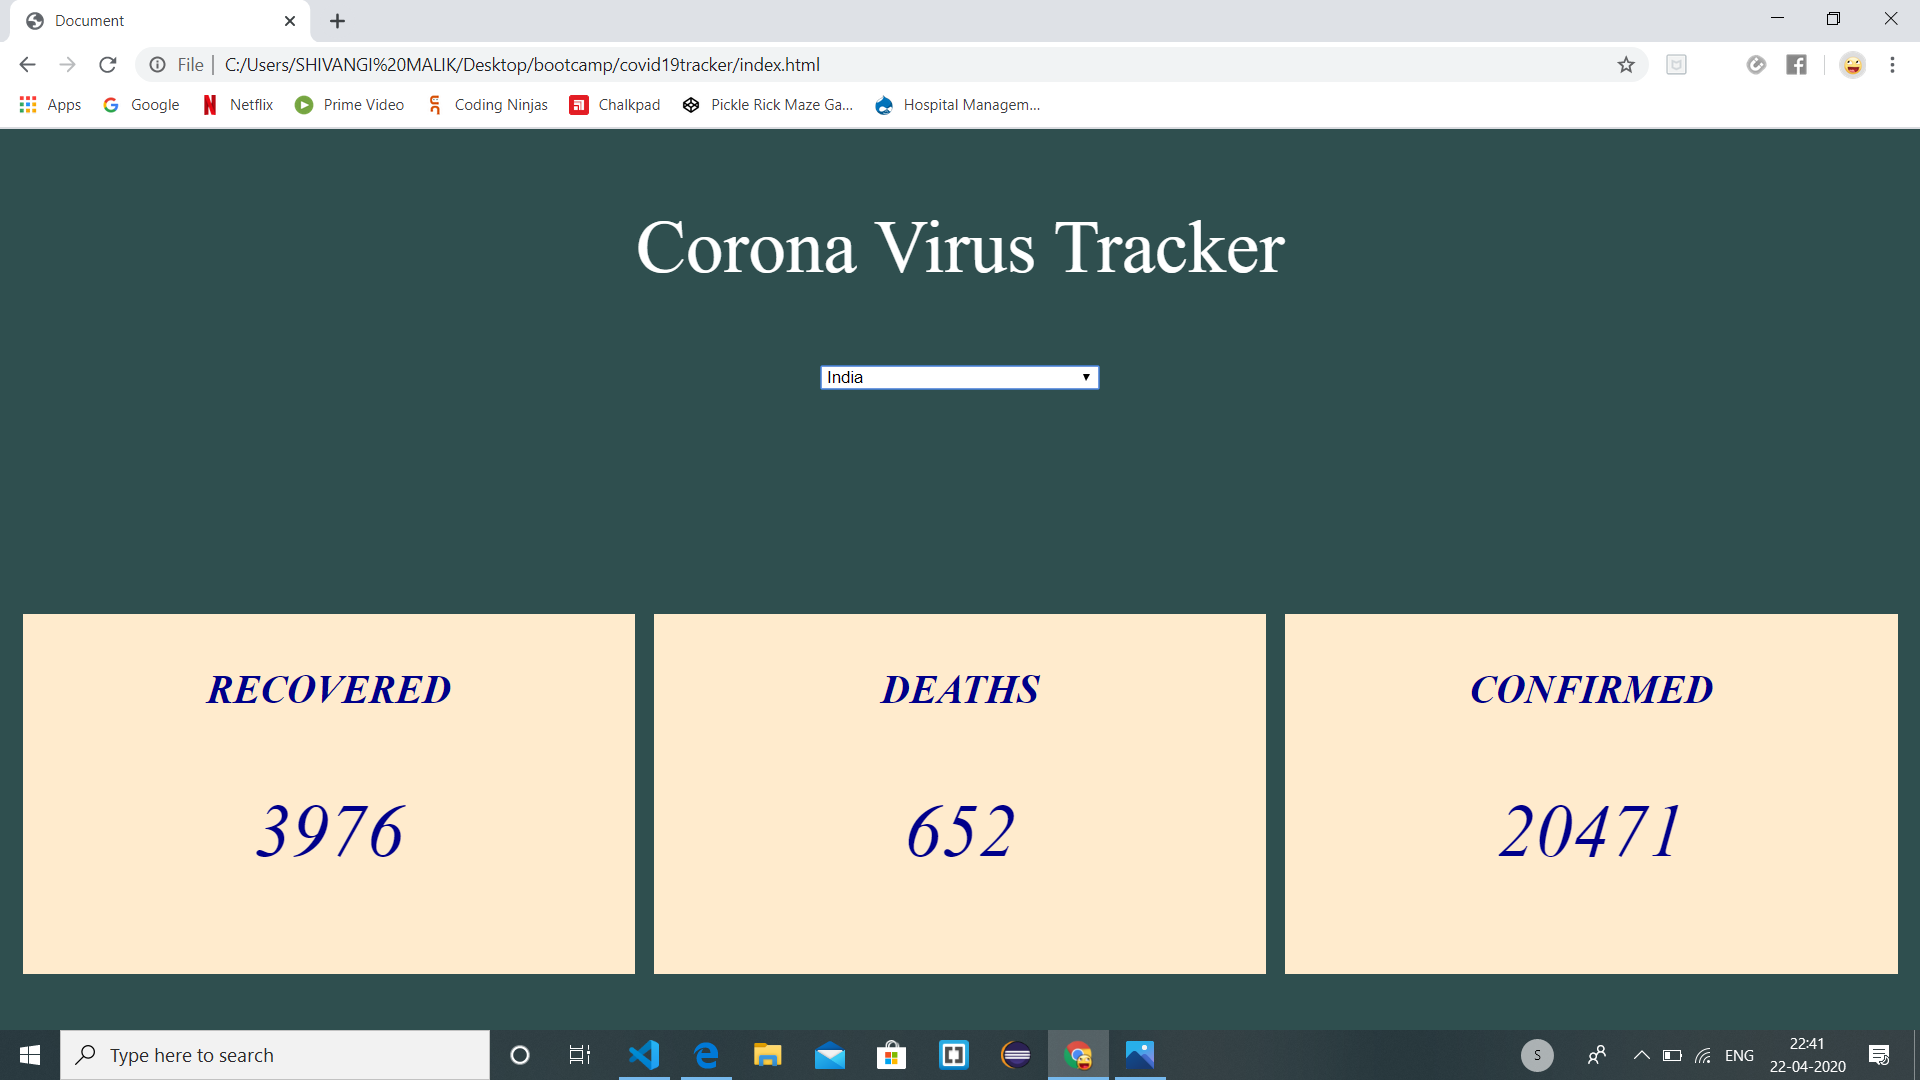 Document
File | C:/Users/SHIVANGI%20MALIK/Desktop/bootcamp/covid19tracker/index.html
Apps Google Netflix Prime Video Coding Ninjas Chalkpad Pickle Rick Maze Ga... Hospital Managem...
Corona Virus Tracker
India
RECOVERED DEATHS CONFIRMED
3976 652 20471
Type here to search
S
ENG
22:41
22-04-2020